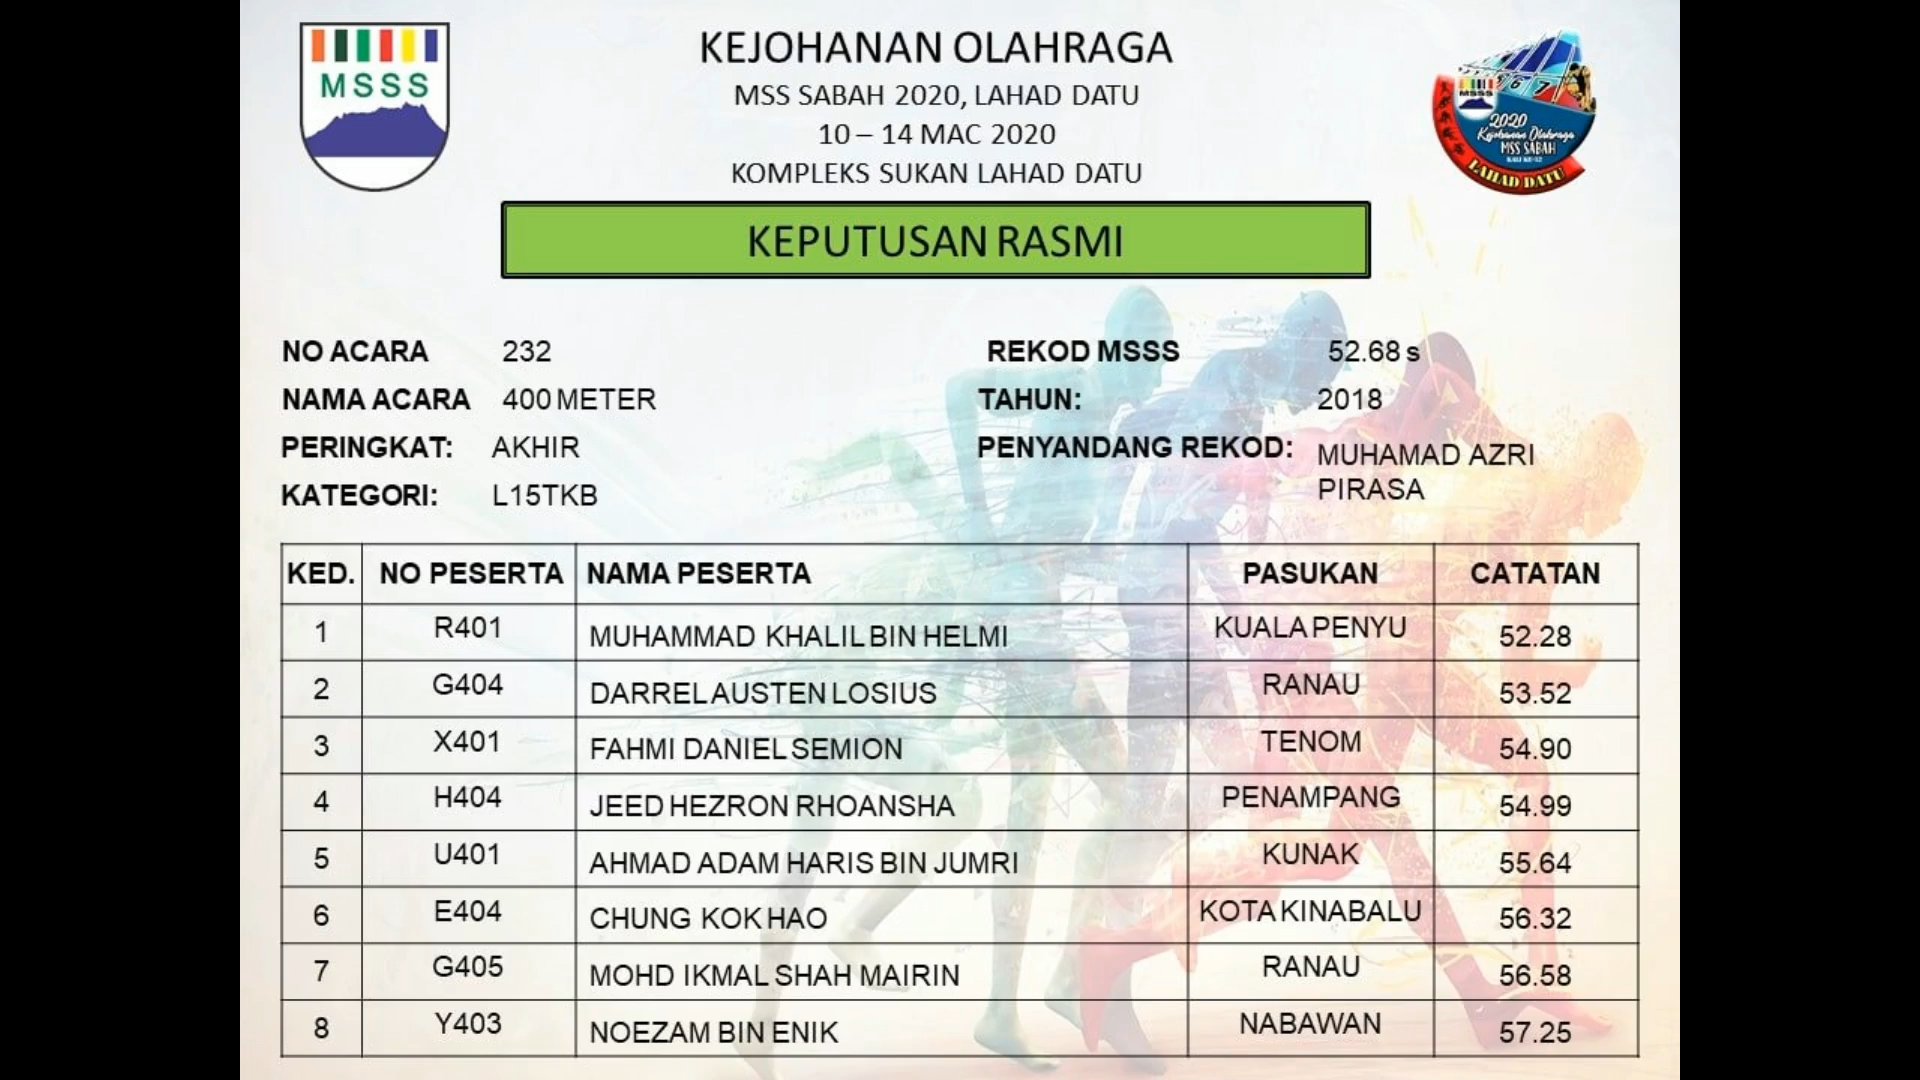 MSSS
KEJOHANAN OLAHRAGA
MSS SABAH 2020, LAHAD DATU
10 – 14 MAC 2020
KOMPLEKS SUKAN LAHAD DATU
MSSS
5 6 7
2020
Kejohanan Olahraga
MSS SABAH
LAHAD DATU
KEPUTUSAN RASMI
NO ACARA 232
NAMA ACARA 400 METER
PERINGKAT: AKHIR
KATEGORI: L15TKB
REKOD MSSS 52.68 s
TAHUN: 2018
PENYANDANG REKOD: MUHAMAD AZRI
PIRASA
KED. NO PESERTA NAMA PESERTA PASUKAN CATATAN
1 R401 MUHAMMAD KHALIL BIN HELMI KUALA PENYU 52.28
2 G404 DARREL AUSTEN LOSIUS RANAU 53.52
3 X401 FAHMI DANIEL SEMION TENOM 54.90
4 H404 JEED HEZRON RHOANSHA PENAMPANG 54.99
5 U401 AHMAD ADAM HARIS BIN JUMRI KUNAK 55.64
6 E404 CHUNG KOK HAO KOTA KINABALU 56.32
7 G405 MOHD IKMAL SHAH MAIRIN RANAU 56.58
8 Y403 NOEZAM BIN ENIK NABAWAN 57.25